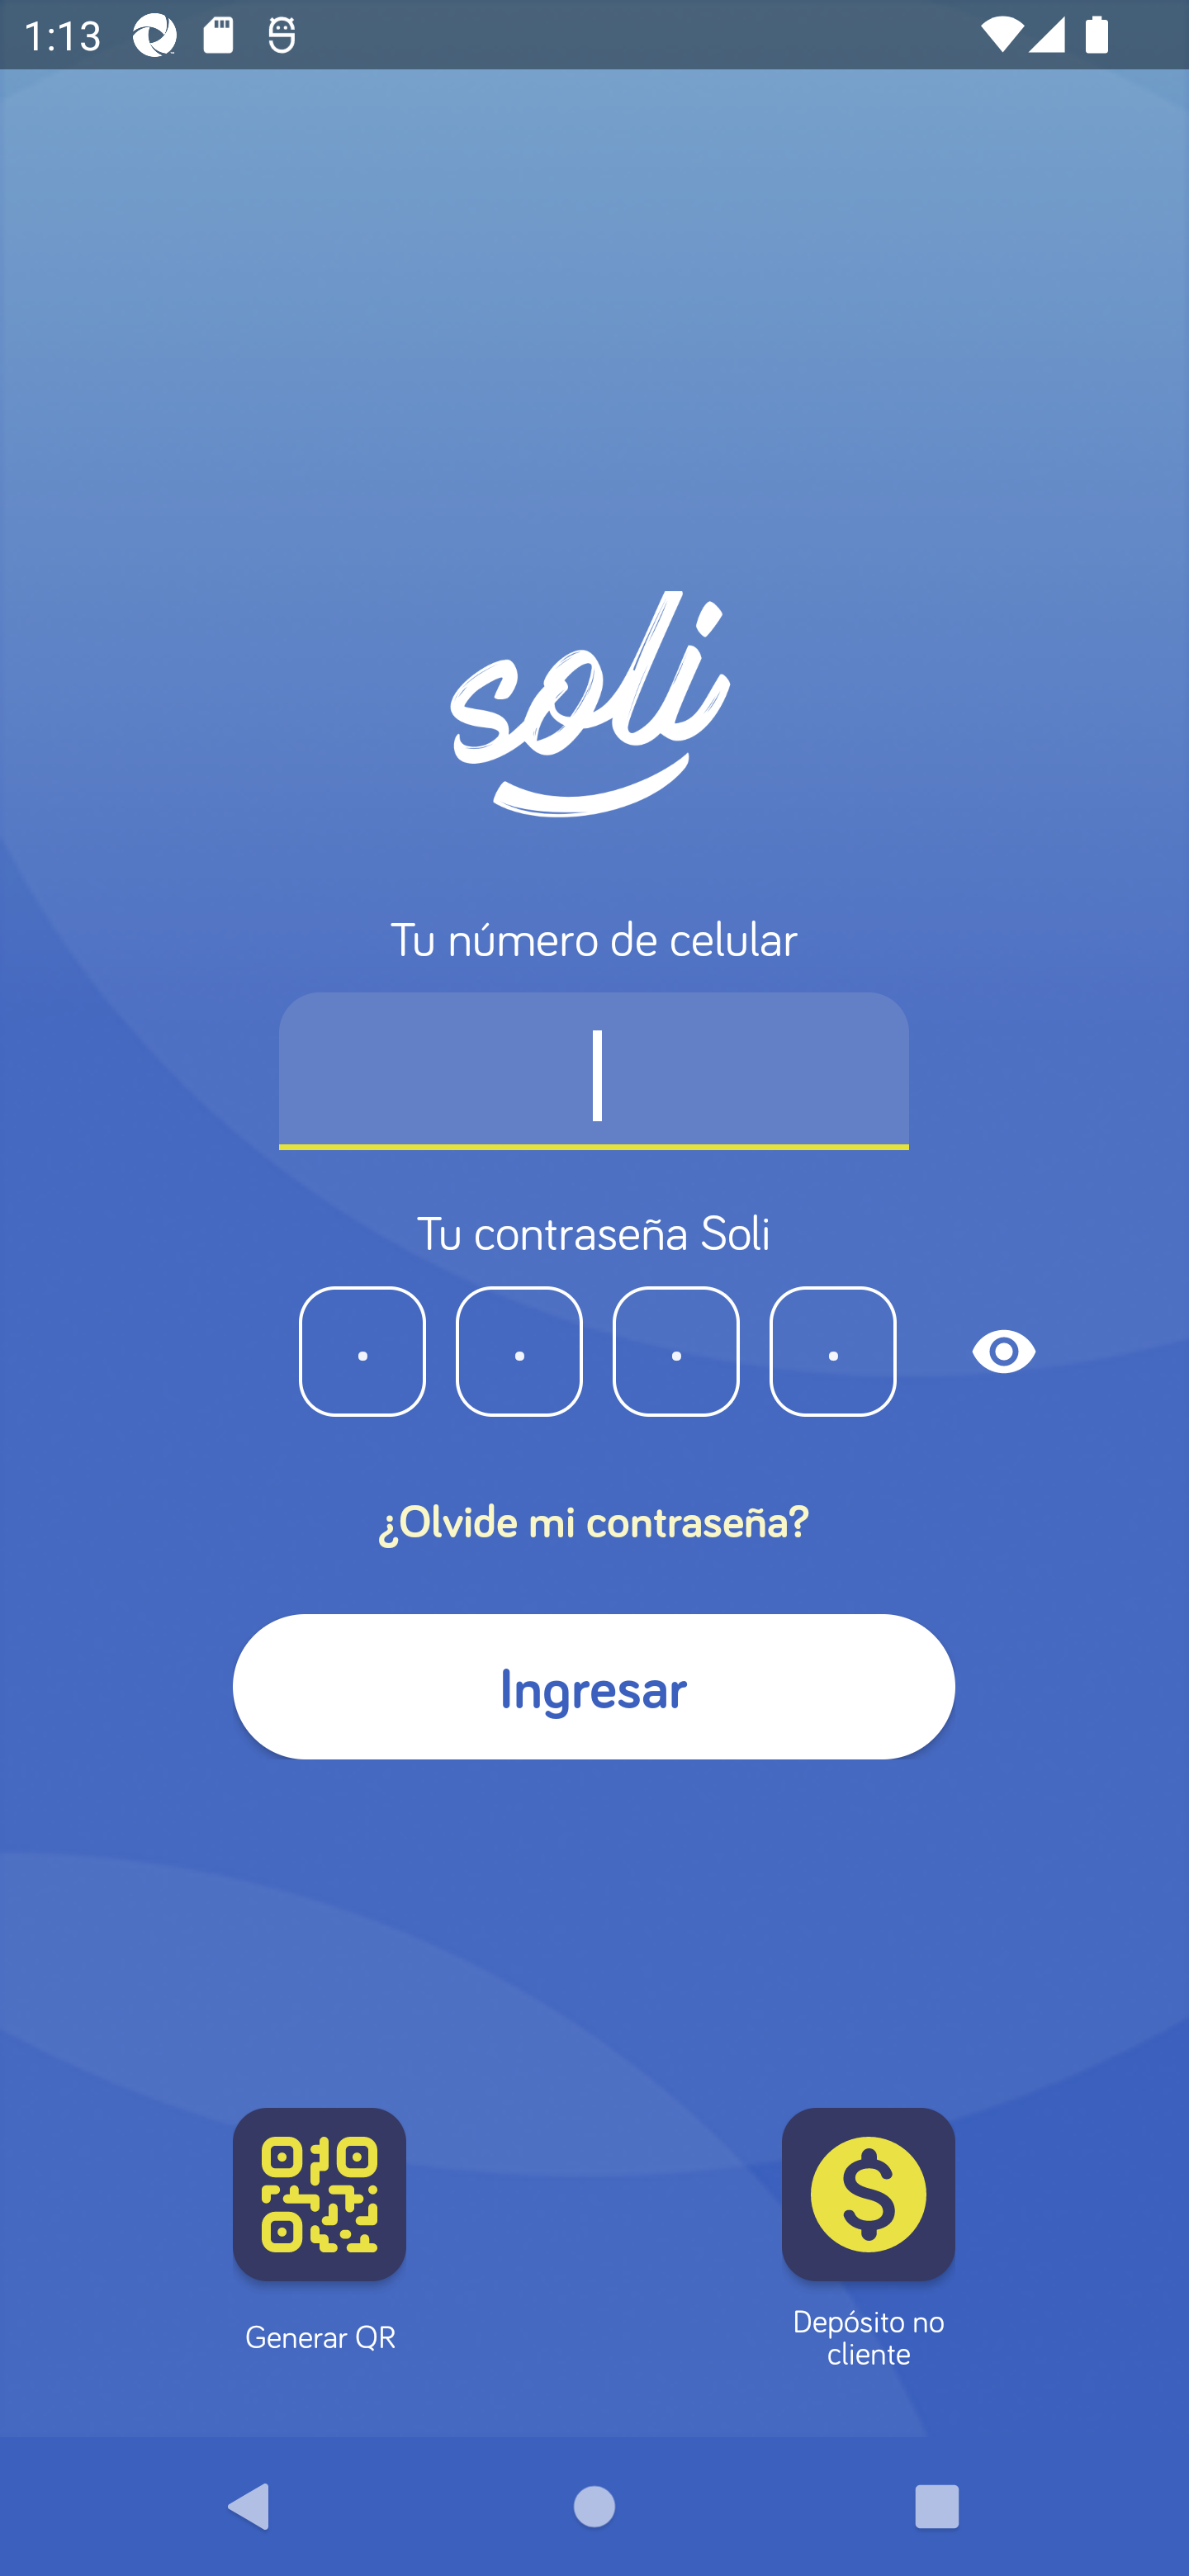 1:13
soli
Tu número de celular
Tu contraseña Soli
¿Olvide mi contraseña?
Ingresar
Generar QR
Depósito no
cliente